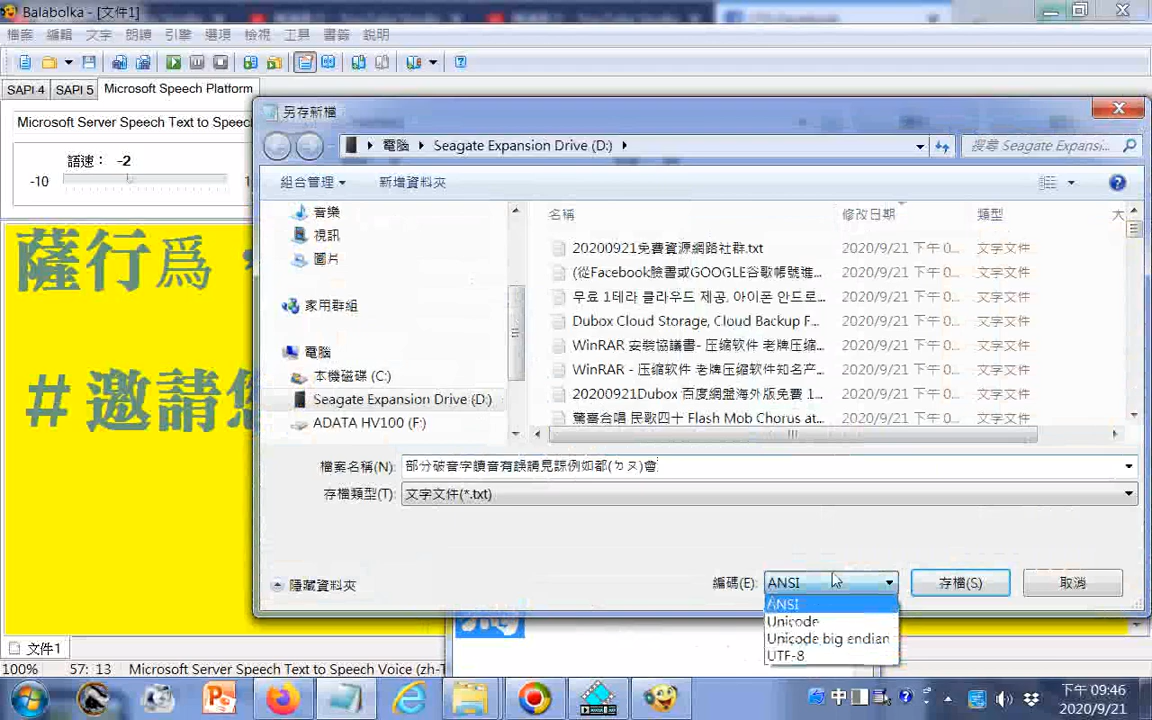 Balabolka - [文件1]
檔案 編輯 文字 朗讀 引擎 選項 檢視 工具 書籤 說明
SAPI 4 SAPI 5 Microsoft Speech Platform
Microsoft Server Speech Text to Speec
語速： -2
-10
薩行爲
＃邀請您
另存新檔
電腦 Seagate Expansion Drive (D:)
搜尋 Seagate Expansi...
組合管理 新增資料夾
音樂
視訊
圖片
家用群組
電腦
本機磁碟 (C:)
Seagate Expansion Drive (D:)
ADATA HV100 (F:)
名稱 修改日期 類型 大
20200921免費資源網路社群.txt 2020/9/21 下午 0... 文字文件
(從Facebook臉書或GOOGLE谷歌帳號進... 2020/9/21 下午 0... 文字文件
무료 1테라 클라우드 제공, 아이폰 안드로... 2020/9/21 下午 0... 文字文件
Dubox Cloud Storage, Cloud Backup F... 2020/9/21 下午 0... 文字文件
WinRAR 安裝協議書- 压缩软件 老牌压缩... 2020/9/21 下午 0... 文字文件
WinRAR - 压缩软件 老牌压缩软件知名产... 2020/9/21 下午 0... 文字文件
20200921Dubox 百度網盤海外版免費 1... 2020/9/21 下午 0... 文字文件
驚喜合唱 民歌四十 Flash Mob Chorus at... 2020/9/21 下午 0... 文字文件
檔案名稱(N): 部分破音字讀音有誤請見諒例如都(ㄉㄡ)會
存檔類型(T): 文字文件(*.txt)
隱藏資料夾
編碼(E): ANSI 存檔(S) 取消
ANSI
Unicode
Unicode big endian
UTF-8
文件1
100% 57: 13 Microsoft Server Speech Text to Speech Voice (zh-T
中
下午 09:46
2020/9/21